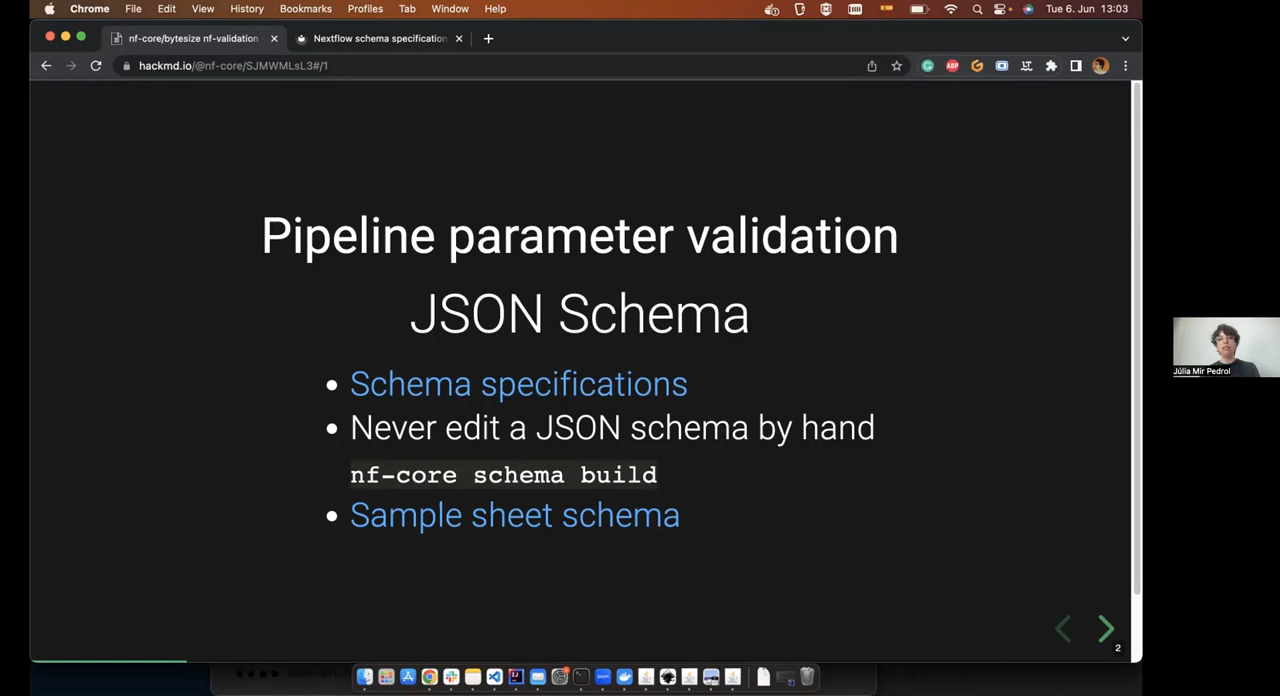 Chrome File Edit View History Bookmarks Profiles Tab Window Help Tue 6. Jun 13:03
nf-core/bytesize nf-validation Nextflow schema specification
hackmd.io/@nf-core/SJMWMLsL3#/1
ABP
Pipeline parameter validation
JSON Schema
• Schema specifications
• Never edit a JSON schema by hand
nf-core schema build
• Sample sheet schema
Júlia Mir Pedrol
2
zoom